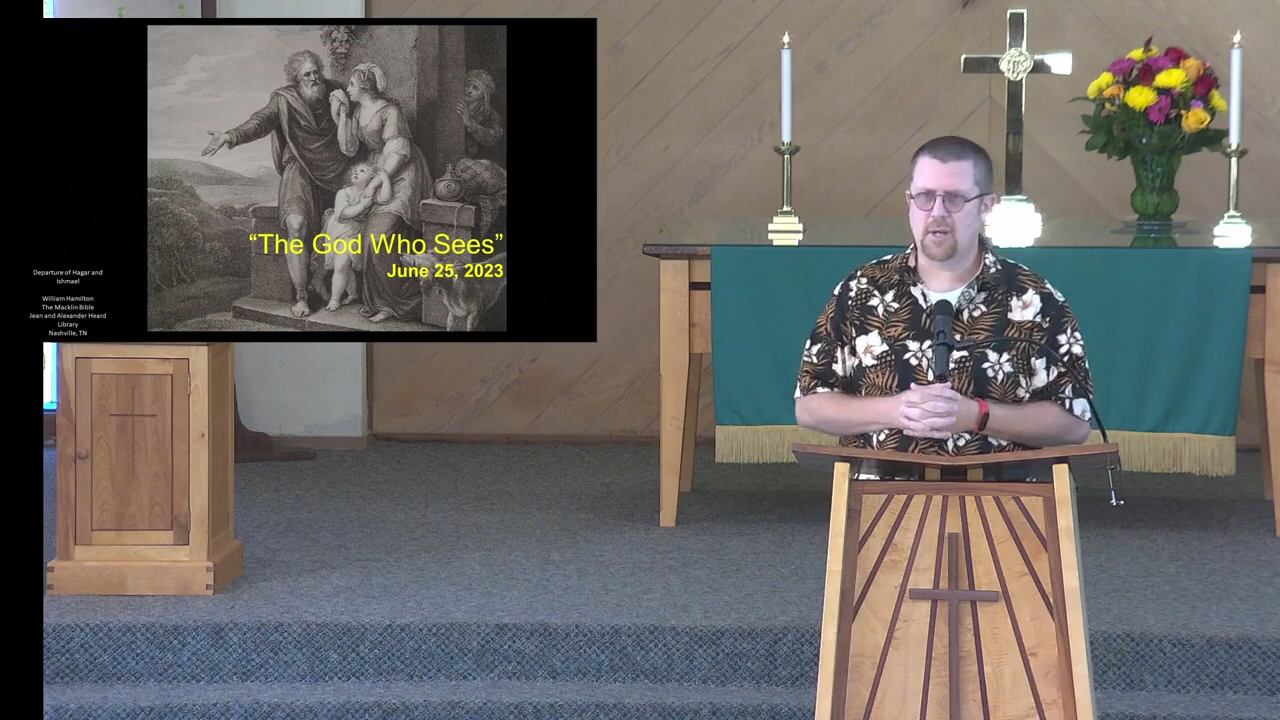 “The God Who Sees”
June 25, 2023
Departure of Hagar and
Ishmael
William Hamilton
The Macklin Bible
Jean and Alexander Heard
Library
Nashville, TN